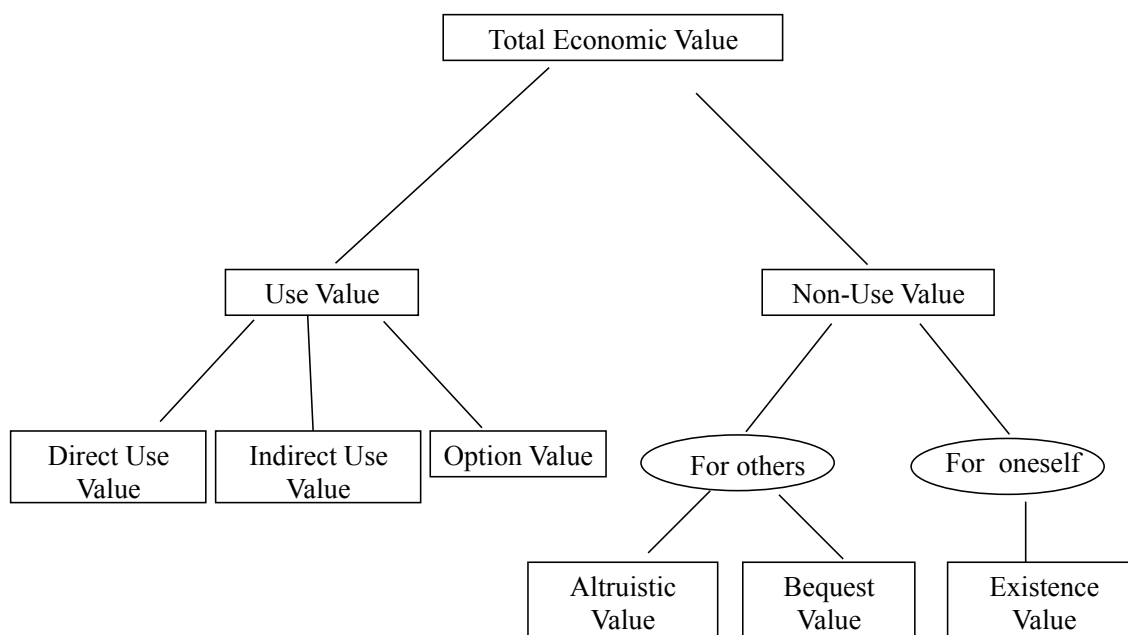 Total Economic Value
Use Value
Non-Use Value
Direct Use
Value
Indirect Use
Value
Option Value
For others
For oneself
Altruistic
Value
Bequest
Value
Existence
Value